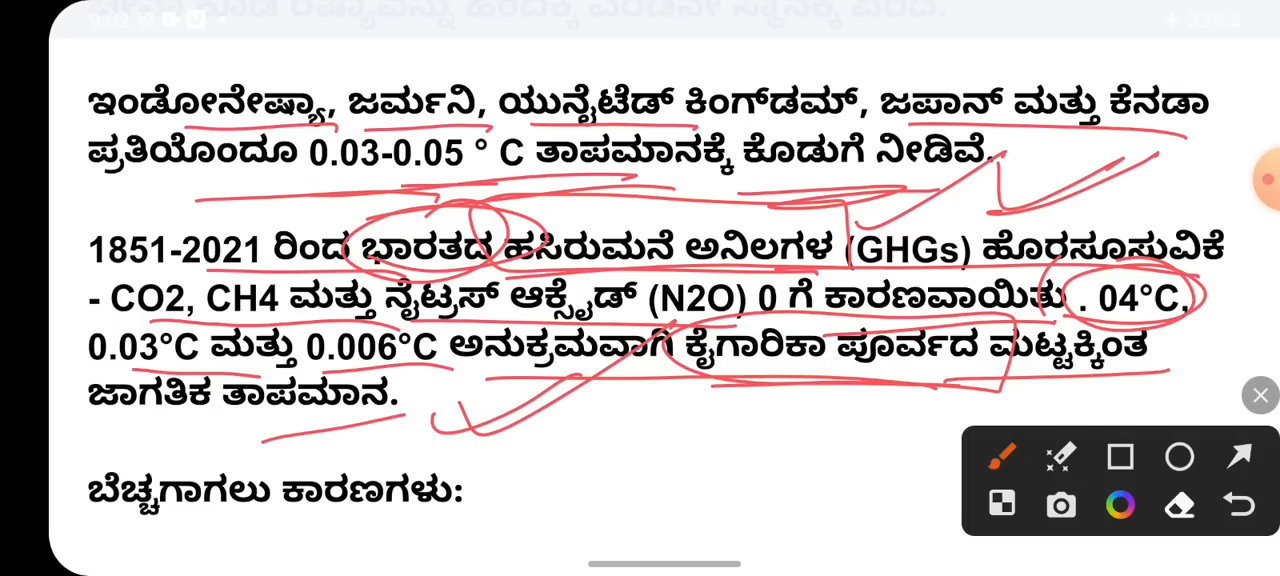 9:02
ಇಂಡೋನೇಷ್ಯಾ, ಜರ್ಮನಿ, ಯುನೈಟೆಡ್ ಕಿಂಗ್‌ಡಮ್, ಜಪಾನ್ ಮತ್ತು ಕೆನಡಾ
ಪ್ರತಿಯೊಂದೂ 0.03-0.05 ° C ತಾಪಮಾನಕ್ಕೆ ಕೊಡುಗೆ ನೀಡಿವೆ.
1851-2021 ರಿಂದ ಭಾರತದ ಹಸಿರುಮನೆ ಅನಿಲಗಳ (GHGs) ಹೊರಸೂಸುವಿಕೆ
- CO2, CH4 ಮತ್ತು ನೈಟ್ರಸ್ ಆಕ್ಸೈಡ್ (N2O) 0 ಗೆ ಕಾರಣವಾಯಿತು . 04°C,
0.03°C ಮತ್ತು 0.006°C ಅನುಕ್ರಮವಾಗಿ ಕೈಗಾರಿಕಾ ಪೂರ್ವದ ಮಟ್ಟಕ್ಕಿಂತ
ಜಾಗತಿಕ ತಾಪಮಾನ.
ಬೆಚ್ಚಗಾಗಲು ಕಾರಣಗಳು: